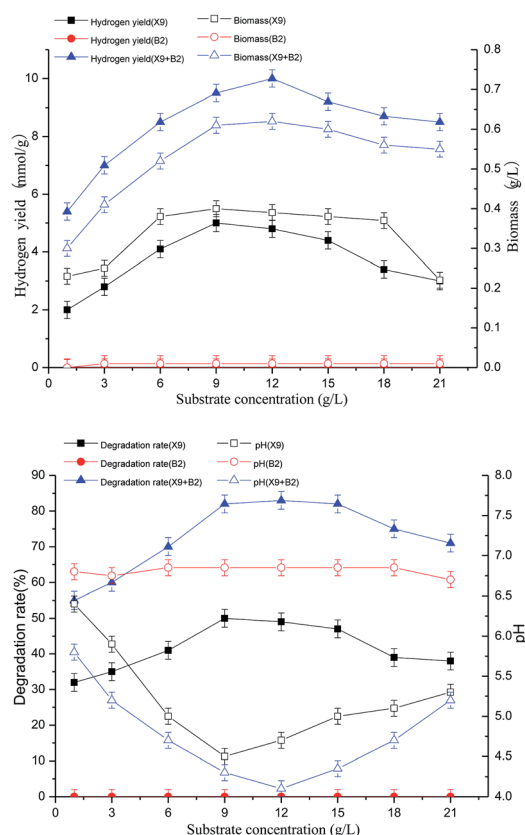 Hydrogen yield(X9)
Hydrogen yield(B2)
Hydrogen yield(X9+B2)
Biomass(X9)
Biomass(B2)
Biomass(X9+B2)
Hydrogen yield (mmol/g)
10
8
6
4
2
0
0.8
0.7
0.6
0.5
0.4
0.3
0.2
0.1
0.0
Biomass (g/L)
3 6 9 12 15 18 21
Substrate concentration (g/L)
Degradation rate(X9)
Degradation rate(B2)
Degradation rate(X9+B2)
pH(X9)
pH(B2)
pH(X9+B2)
Degradation rate(%)
90
80
70
60
50
40
30
20
10
0
8.0
7.5
7.0
6.5
6.0
5.5
5.0
4.5
4.0
pH
3 6 9 12 15 18 21
Substrate concentration (g/L)